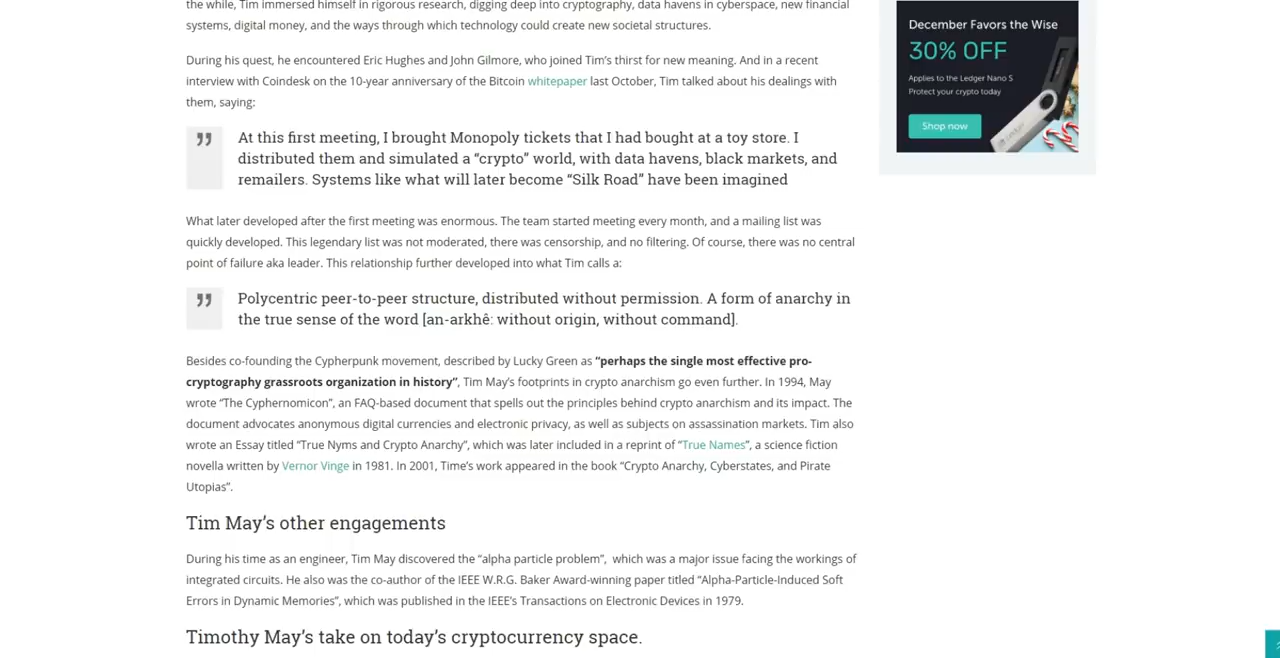 the while, Tim immersed himself in rigorous research, digging deep into cryptography, data havens in cyberspace, new financial
systems, digital money, and the ways through which technology could create new societal structures.
During his quest, he encountered Eric Hughes and John Gilmore, who joined Tim’s thirst for new meaning. And in a recent
interview with Coindesk on the 10-year anniversary of the Bitcoin whitepaper last October, Tim talked about his dealings with
them, saying:
” At this first meeting, I brought Monopoly tickets that I had bought at a toy store. I
distributed them and simulated a “crypto” world, with data havens, black markets, and
remailers. Systems like what will later become “Silk Road” have been imagined
What later developed after the first meeting was enormous. The team started meeting every month, and a mailing list was
quickly developed. This legendary list was not moderated, there was censorship, and no filtering. Of course, there was no central
point of failure aka leader. This relationship further developed into what Tim calls a:
” Polycentric peer-to-peer structure, distributed without permission. A form of anarchy in
the true sense of the word [an-arkhê: without origin, without command].
Besides co-founding the Cypherpunk movement, described by Lucky Green as “perhaps the single most effective pro-
cryptography grassroots organization in history”, Tim May’s footprints in crypto anarchism go even further. In 1994, May
wrote “The Cyphernomicon”, an FAQ-based document that spells out the principles behind crypto anarchism and its impact. The
document advocates anonymous digital currencies and electronic privacy, as well as subjects on assassination markets. Tim also
wrote an Essay titled “True Nyms and Crypto Anarchy”, which was later included in a reprint of “True Names”, a science fiction
novella written by Vernor Vinge in 1981. In 2001, Time’s work appeared in the book “Crypto Anarchy, Cyberstates, and Pirate
Utopias”.
Tim May’s other engagements
During his time as an engineer, Tim May discovered the “alpha particle problem”, which was a major issue facing the workings of
integrated circuits. He also was the co-author of the IEEE W.R.G. Baker Award-winning paper titled “Alpha-Particle-Induced Soft
Errors in Dynamic Memories”, which was published in the IEEE’s Transactions on Electronic Devices in 1979.
Timothy May’s take on today’s cryptocurrency space.
December Favors the Wise
30% OFF
Applies to the Ledger Nano S
Protect your crypto today
Shop now